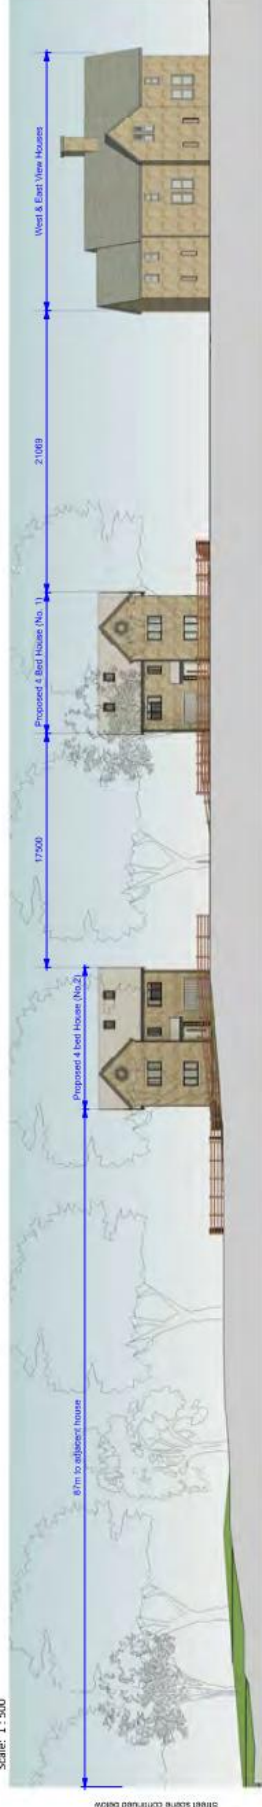 Scale: 1 : 500
87m to adjacent house
Proposed 4 bed House (No.2)
17500
Proposed 4 Bed House (No. 1)
21069
West & East View Houses
Street scene continued below